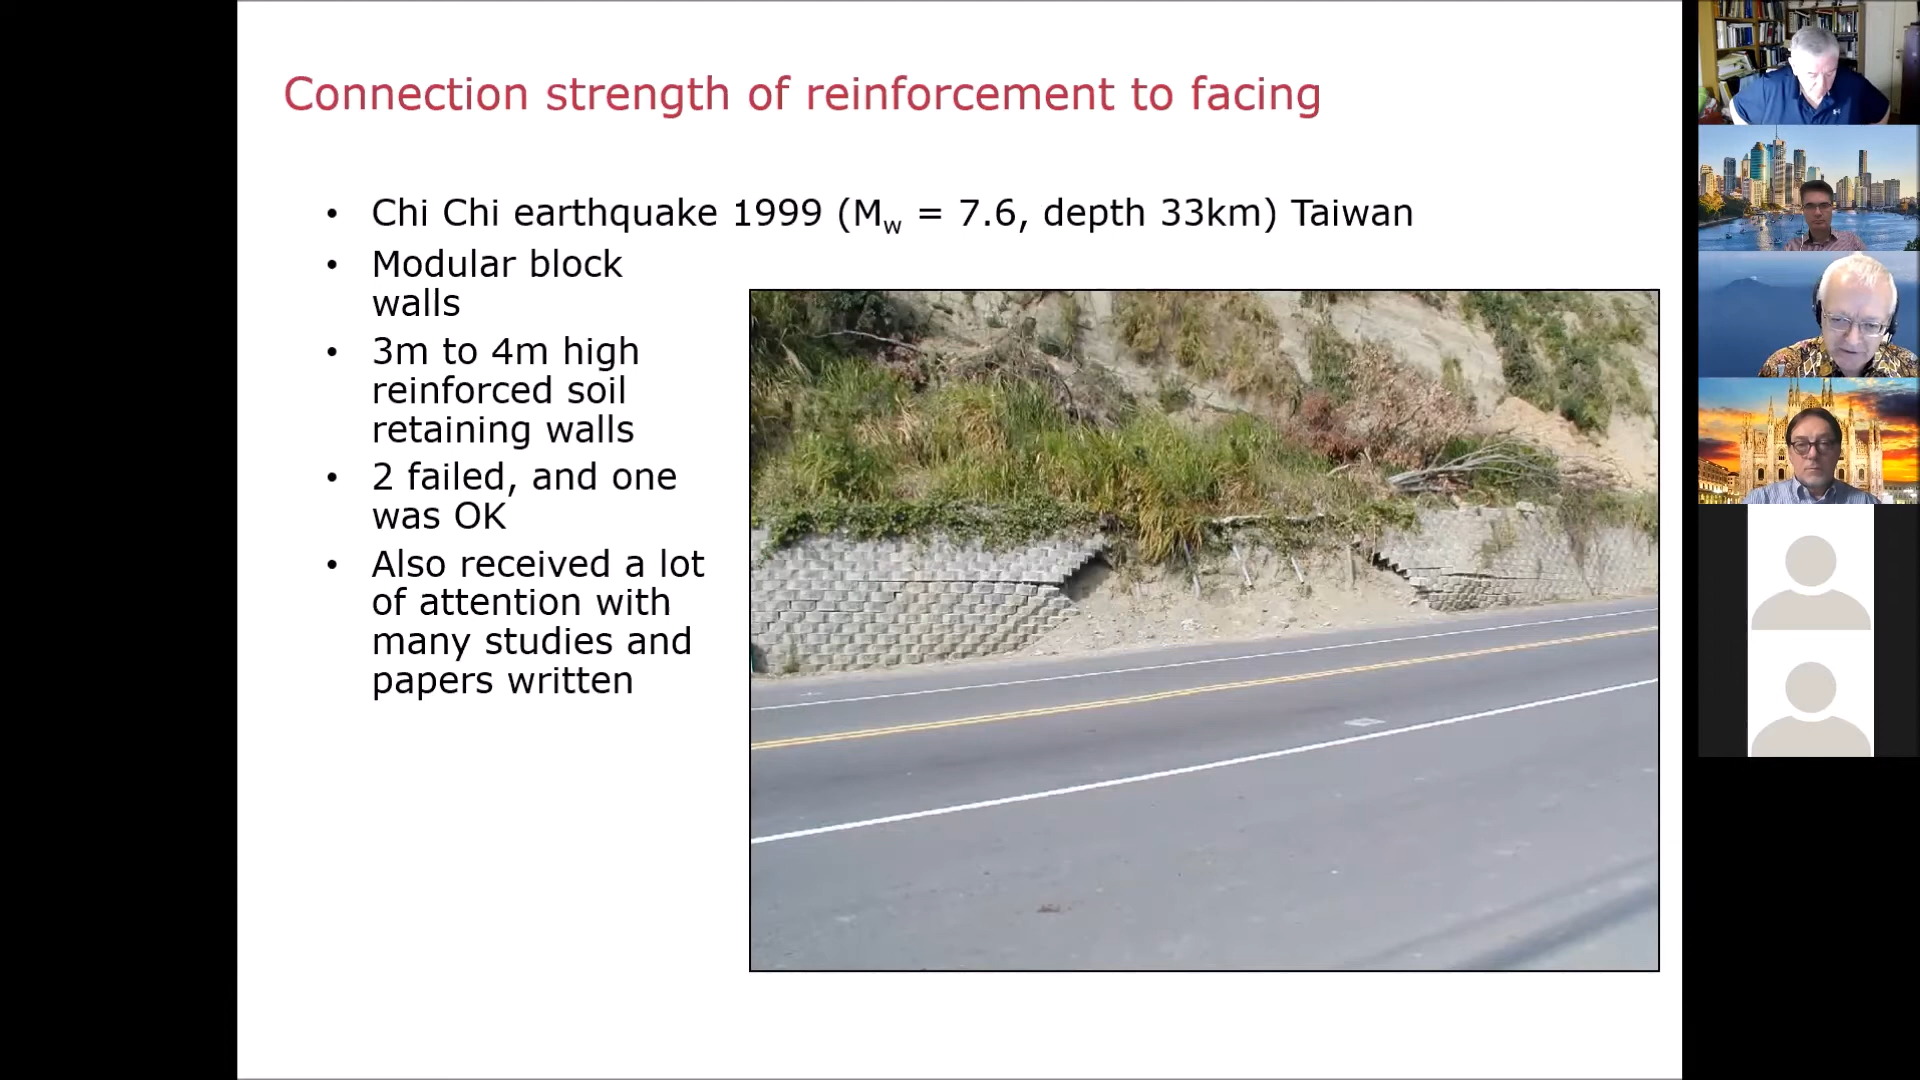 Connection strength of reinforcement to facing
• Chi Chi earthquake 1999 (Mw = 7.6, depth 33km) Taiwan
• Modular block
walls
• 3m to 4m high
reinforced soil
retaining walls
• 2 failed, and one
was OK
• Also received a lot
of attention with
many studies and
papers written